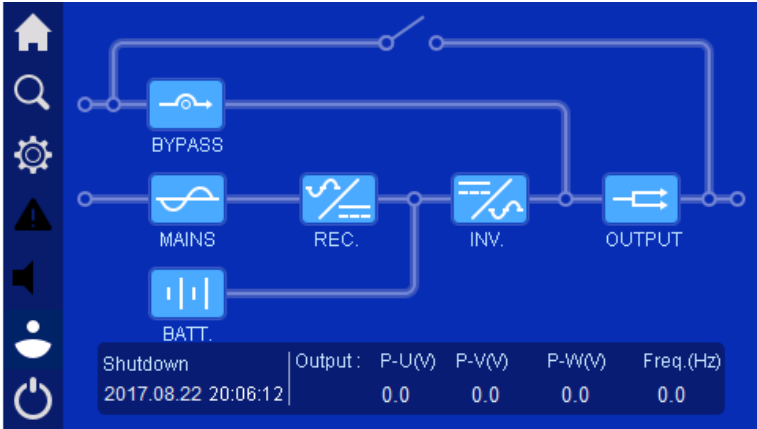 BYPASS
MAINS REC. INV. OUTPUT
BATT.
Shutdown Output : P-U(V) P-V(V) P-W(V) Freq.(Hz)
2017.08.22 20:06:12 0.0 0.0 0.0 0.0